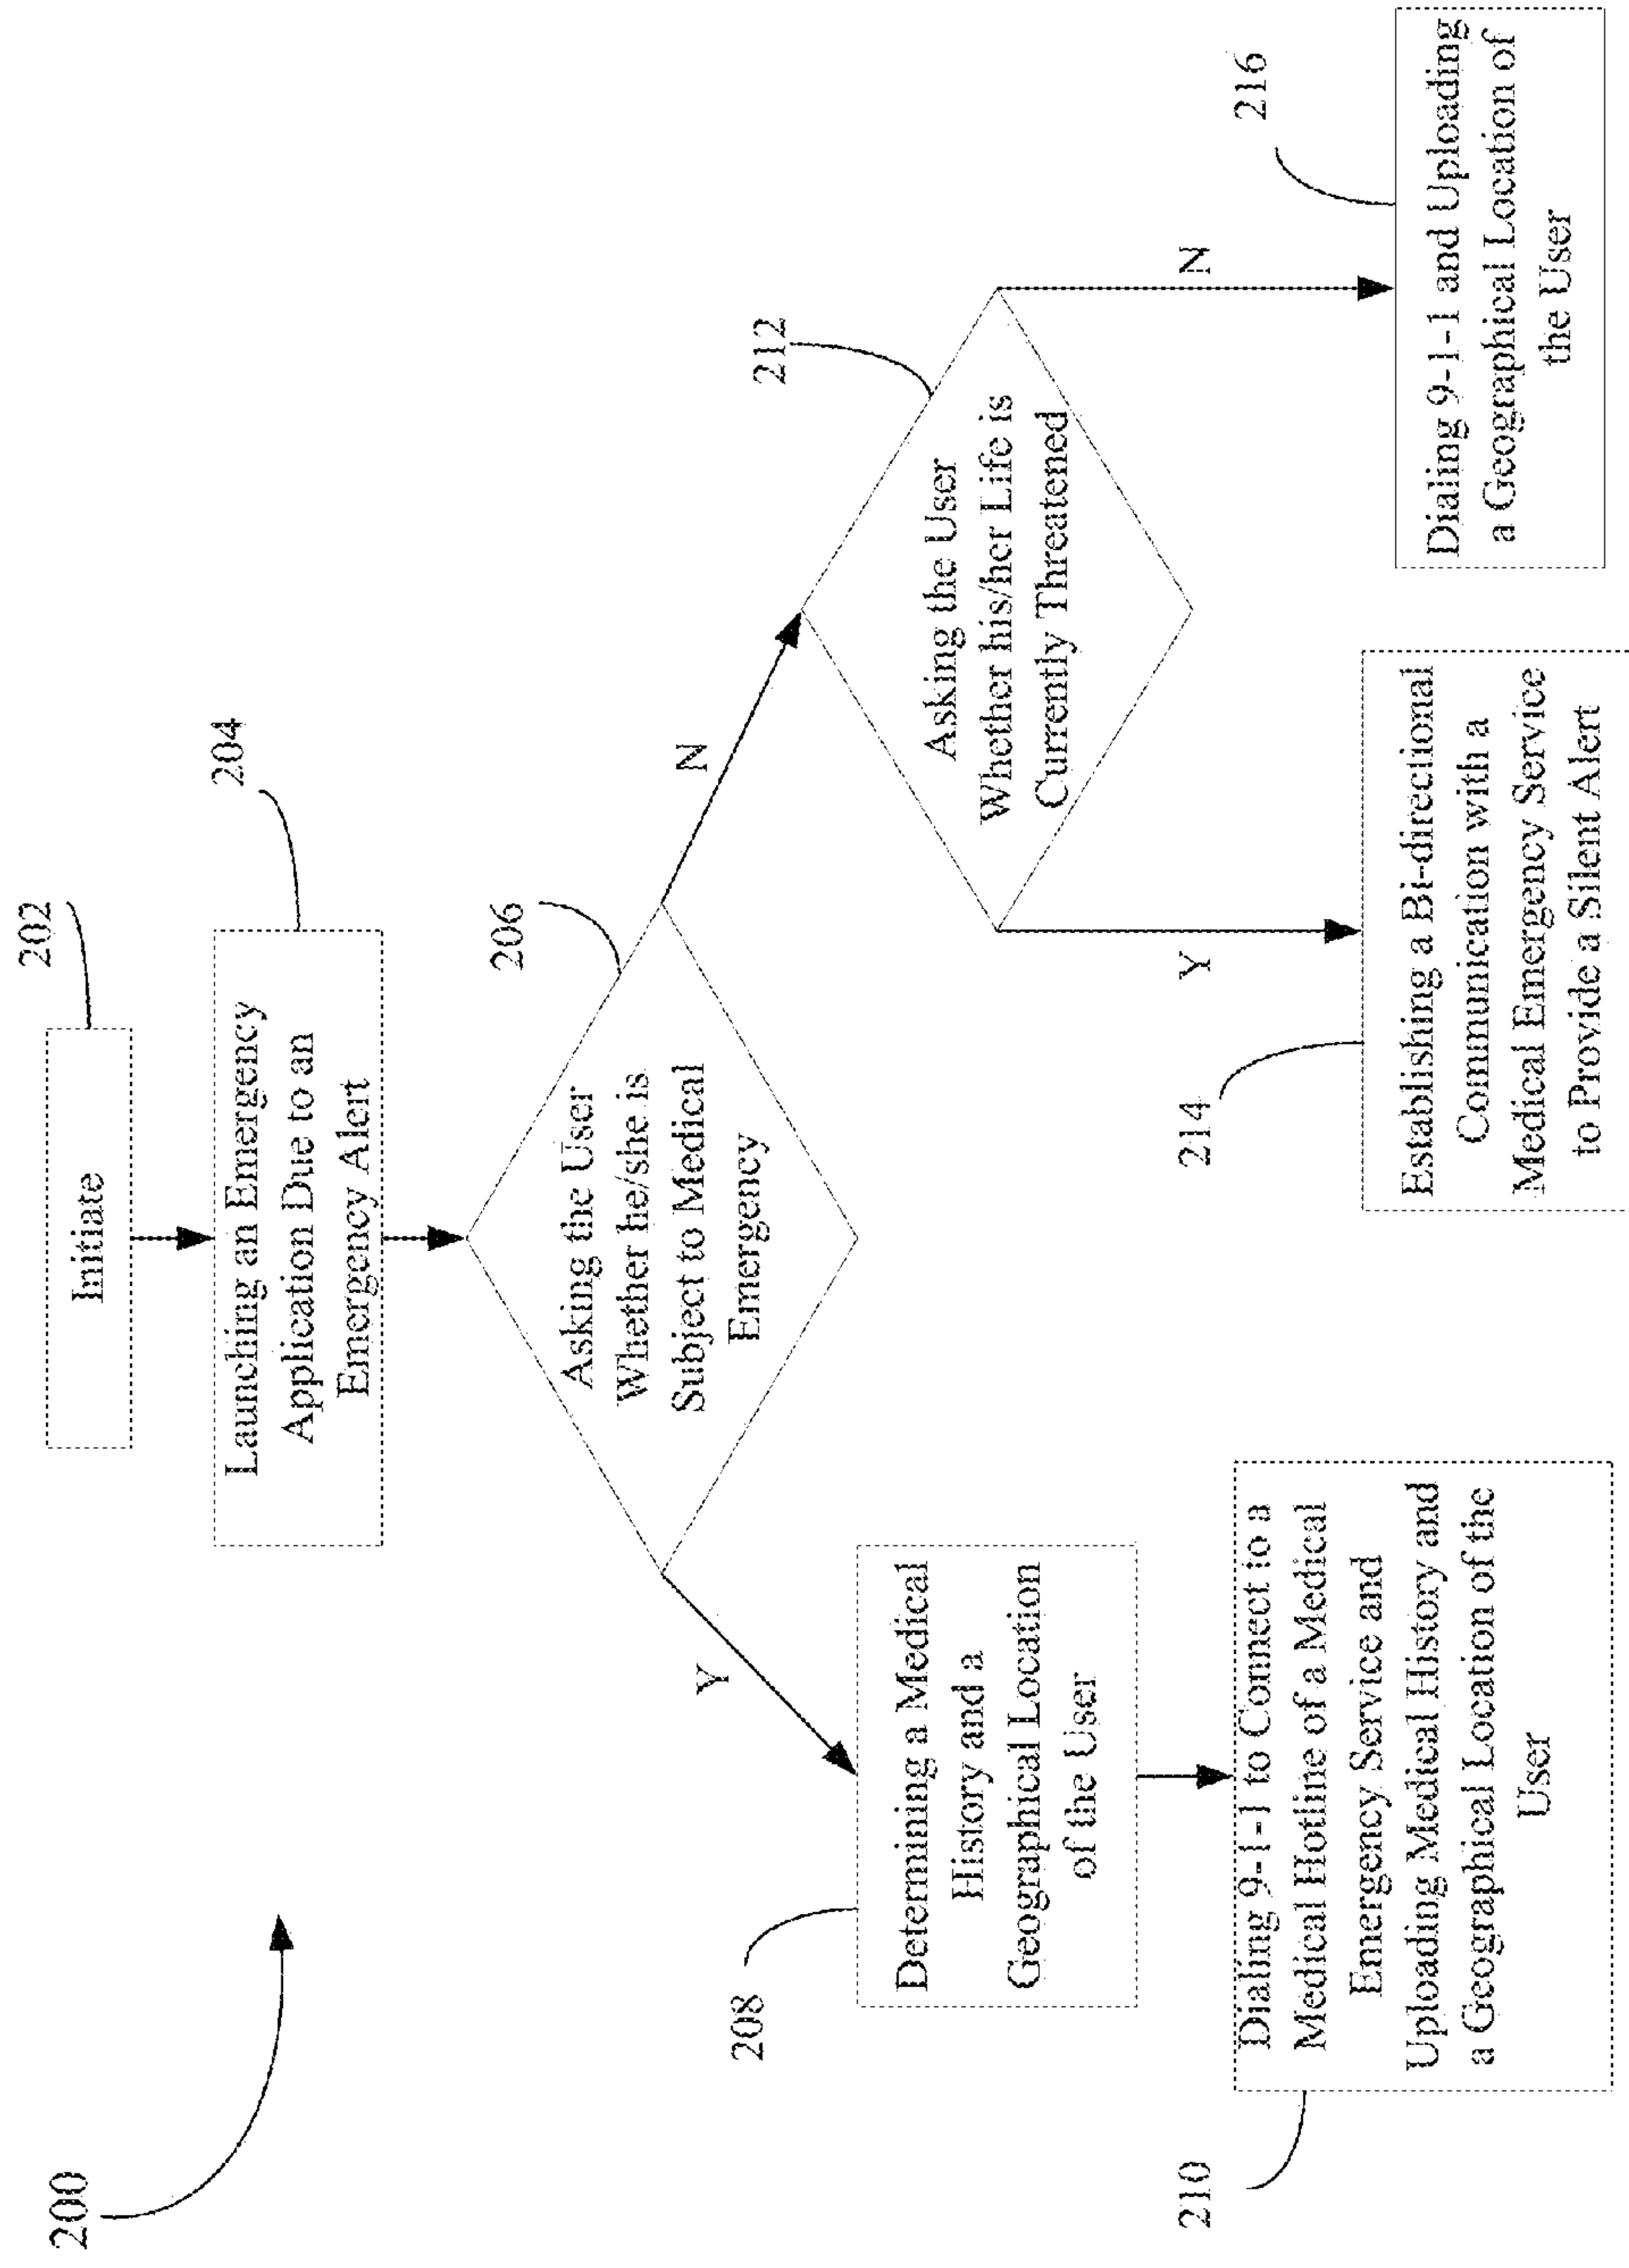 200
202
Initiate
204
Launching an Emergency
Application Due to an
Emergency Alert
206
Asking the User
Whether he/she is
Subject to Medical
Emergency
Y
N
208
Determining a Medical
History and a
Geographical Location
of the User
210
Dialing 9-1-1 to Connect to a
Medical Hotline of a Medical
Emergency Service and
Uploading Medical History and
a Geographical Location of the
User
212
Asking the User
Whether his/her Life is
Currently Threatened
Y
N
214
Establishing a Bi-directional
Communication with a
Medical Emergency Service
to Provide a Silent Alert
216
Dialing 9-1-1 and Uploading
a Geographical Location of
the User